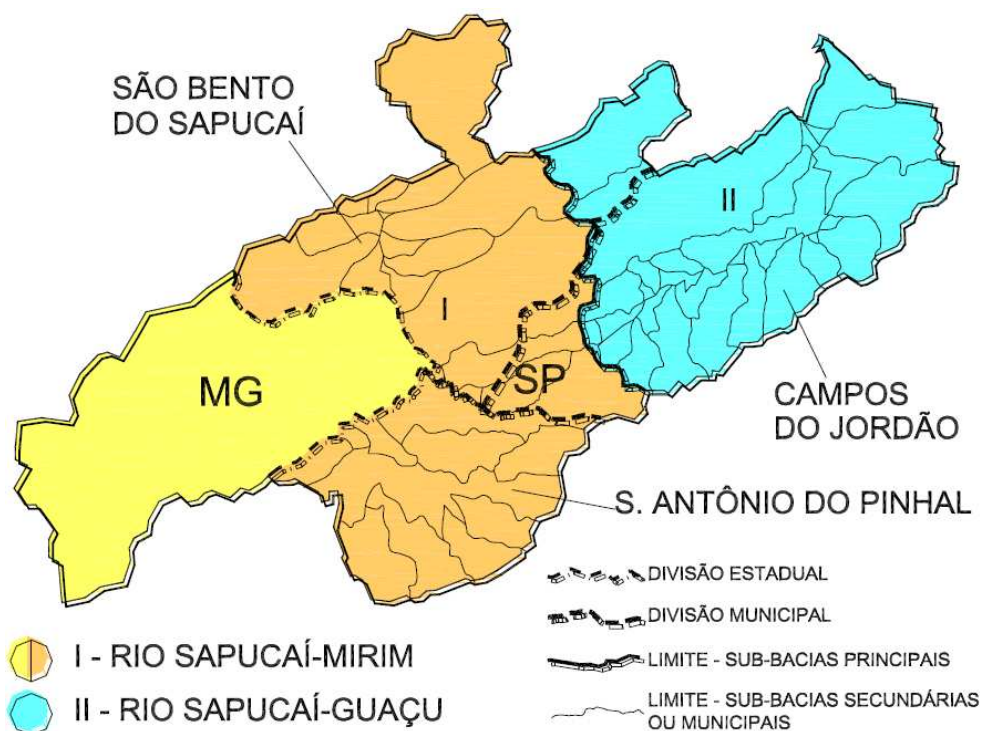 SÃO BENTO
DO SAPUCAÍ
II
I
MG
SP
CAMPOS
DO JORDÃO
S. ANTÔNIO DO PINHAL
DIVISÃO ESTADUAL
DIVISÃO MUNICIPAL
I - RIO SAPUCAÍ-MIRIM
LIMITE - SUB-BACIAS PRINCIPAIS
II - RIO SAPUCAÍ-GUAÇU
LIMITE - SUB-BACIAS SECUNDÁRIAS
OU MUNICIPAIS